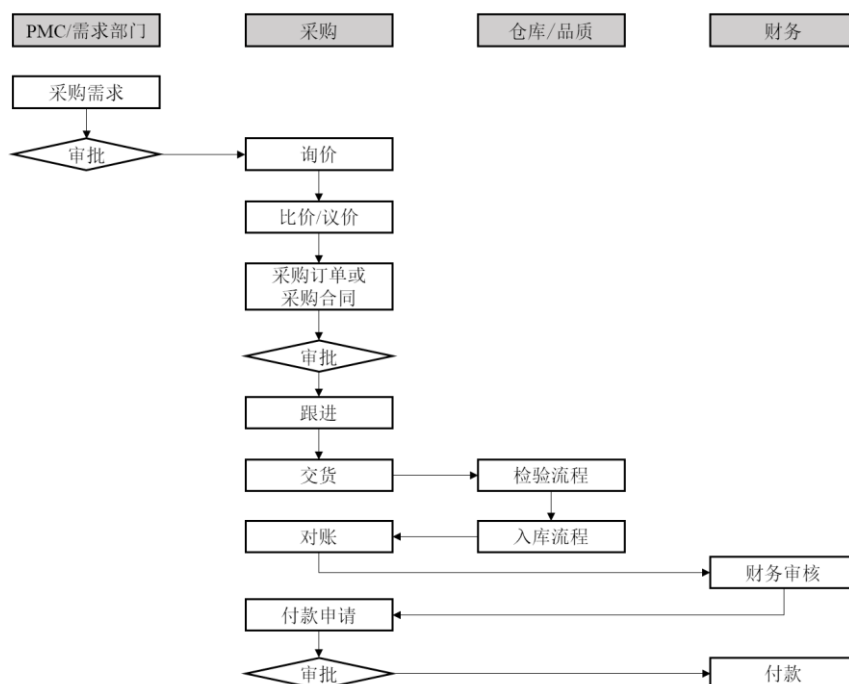 PMC/需求部门
采购
仓库/品质
财务
采购需求
审批
询价
比价/议价
采购订单或
采购合同
审批
跟进
交货
检验流程
对账
入库流程
财务审核
付款申请
审批
付款